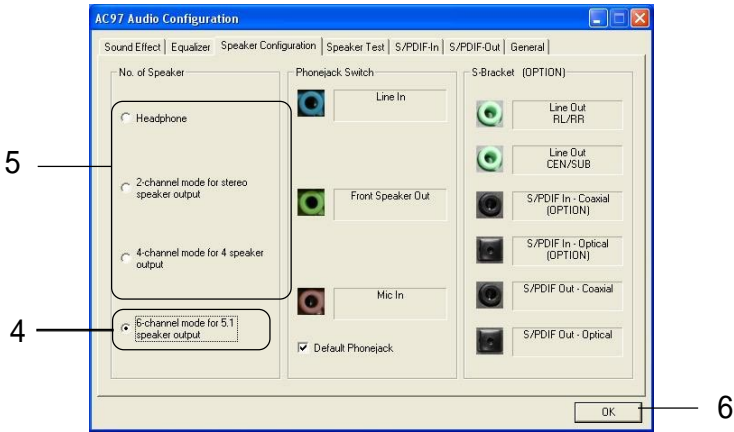 AC97 Audio Configuration
Sound Effect
Equalizer
Speaker Configuration
Speaker Test
S/PDIF-In
S/PDIF-Out
General
No. of Speaker
Headphone
2-channel mode for stereo
speaker output
4-channel mode for 4 speaker
output
6-channel mode for 5.1
speaker output
Phonejack Switch
Line In
Front Speaker Out
Mic In
Default Phonejack
S-Bracket (OPTION)
Line Out
RL/RR
Line Out
CEN/SUB
S/PDIF In - Coaxial
(OPTION)
S/PDIF In - Optical
(OPTION)
S/PDIF Out - Coaxial
S/PDIF Out - Optical
OK
5
4
6